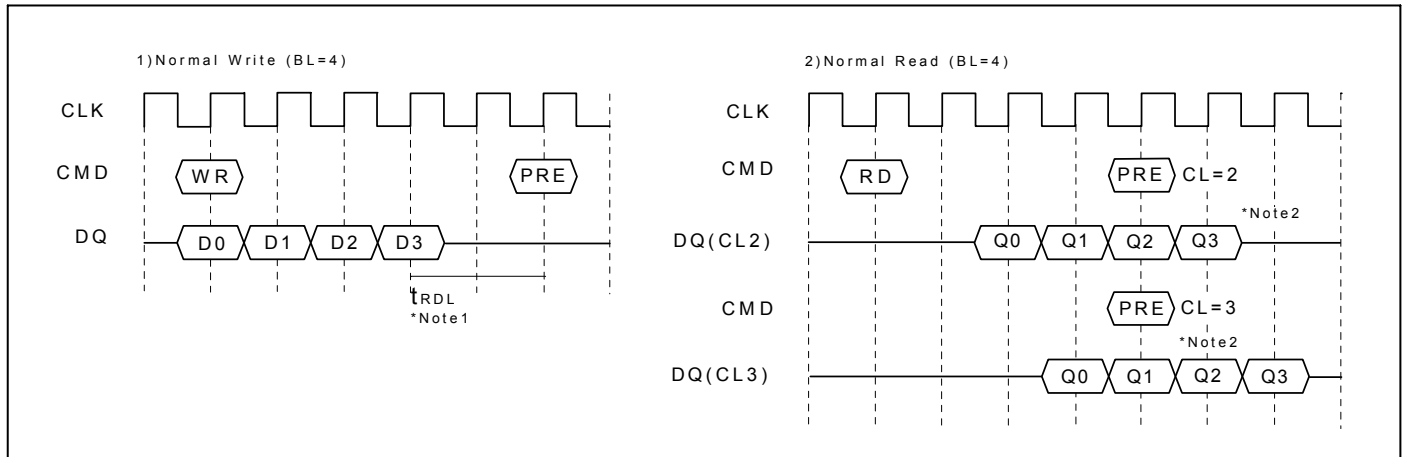 1)Normal Write (BL=4)
CLK
CMD WR PRE
DQ D0 D1 D2 D3
tRDL
*Note1
2)Normal Read (BL=4)
CLK
CMD RD PRE CL=2
*Note2
DQ(CL2) Q0 Q1 Q2 Q3
CMD PRE CL=3
*Note2
DQ(CL3) Q0 Q1 Q2 Q3